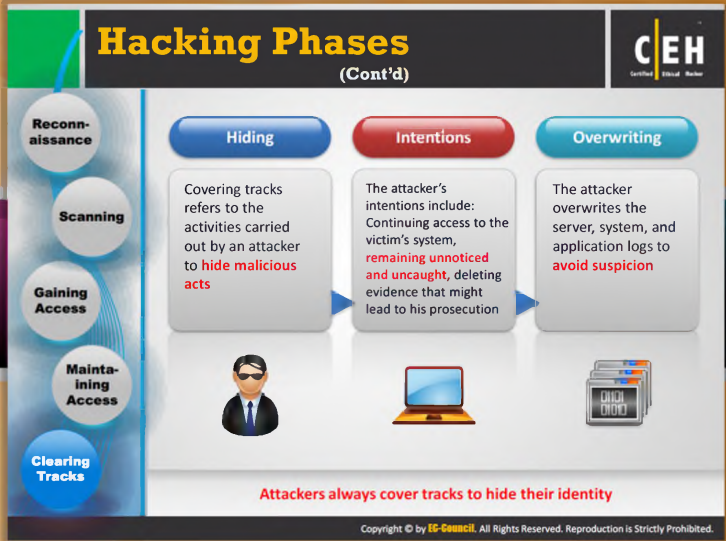 Hacking Phases
(Cont'd)
C|EH
Certified Ethical Hacker
Reconn-
aissance
Scanning
Gaining
Access
Mainta-
ining
Access
Clearing
Tracks
Hiding
Covering tracks
refers to the
activities carried
out by an attacker
to hide malicious
acts
Intentions
The attacker's
intentions include:
Continuing access to the
victim's system,
remaining unnoticed
and uncaught, deleting
evidence that might
lead to his prosecution
Overwriting
The attacker
overwrites the
server, system, and
application logs to
avoid suspicion
01101
01010
Attackers always cover tracks to hide their identity
Copyright © by EC-Council. All Rights Reserved. Reproduction is Strictly Prohibited.